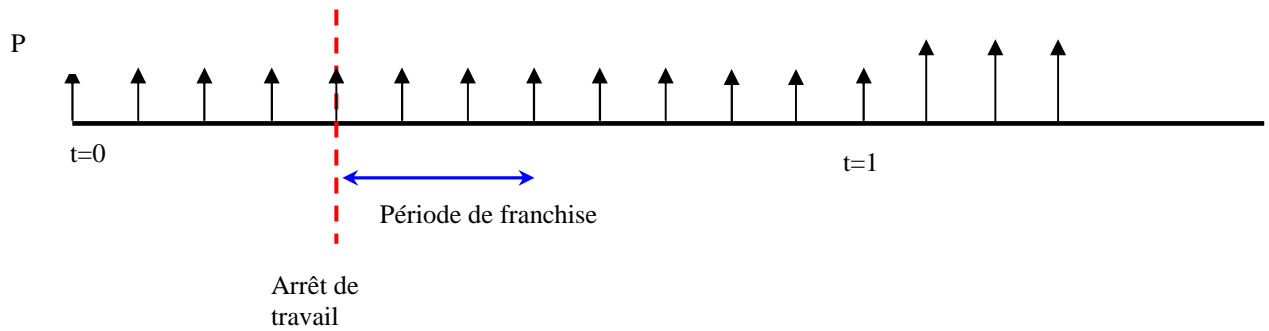 P
t=0
t=1
Période de franchise
Arrêt de
travail